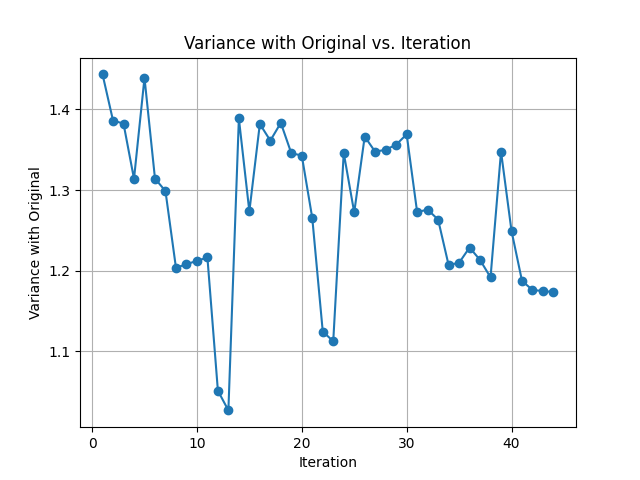 Variance with Original vs. Iteration
Variance with Original
1.4
1.3
1.2
1.1
0 10 20 30 40
Iteration